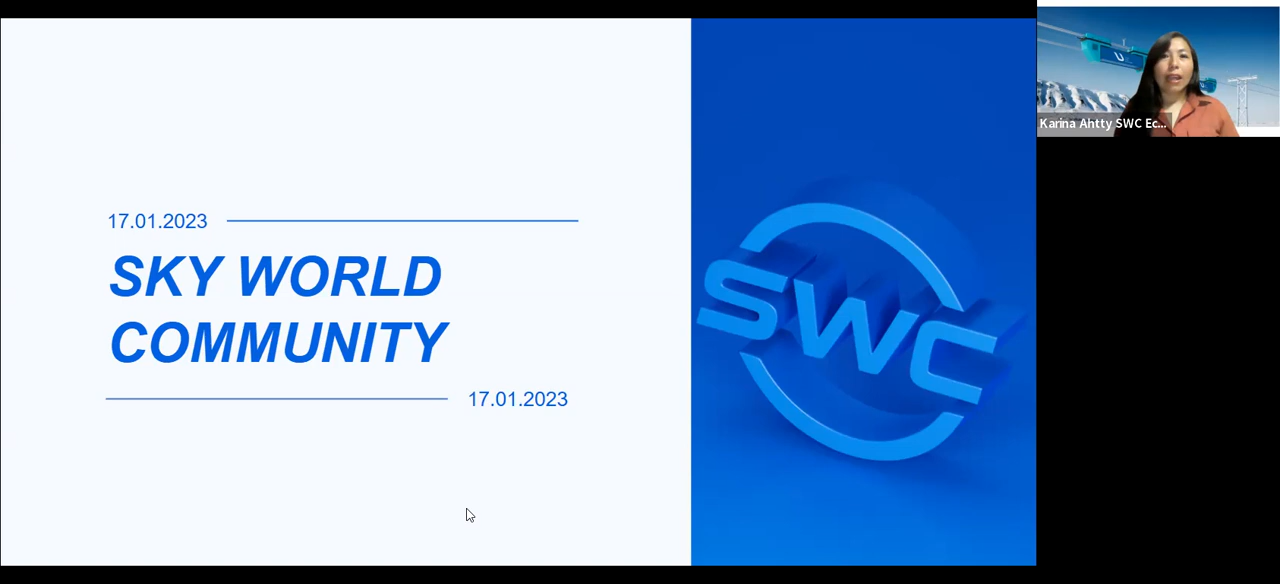 17.01.2023
SKY WORLD
COMMUNITY
17.01.2023
SWC
Karina Ahtty SWC Ec...